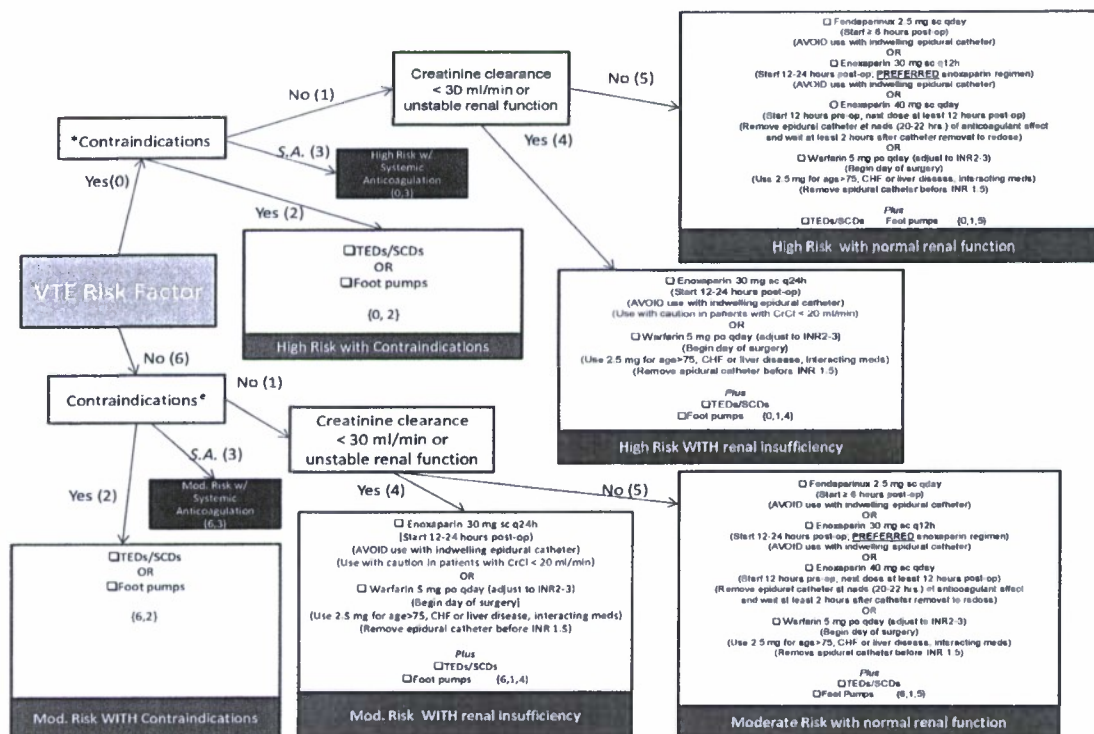 VTE Risk Factor
Yes(0)
*Contraindications
No (1)
S.A. (3)
High Risk w/
Systemic
Anticoagulation
{0,3}
Yes (2)
❑TEDs/SCDs
OR
❑Foot pumps
{0, 2}
High Risk with Contraindications
Creatinine clearance
< 30 ml/min or
unstable renal function
No (5)
❑ Fondaparinux 2.5 mg sc qday
(Start ≥ 6 hours post-op)
(AVOID use with indwelling epidural catheter)
OR
❑ Enoxaparin 30 mg sc q12h
(Start 12-24 hours post-op, PREFERRED enoxaparin regimen)
(AVOID use with indwelling epidural catheter)
OR
❑ Enoxaparin 40 mg sc qday
(Start 12 hours pre-op, next dose at least 12 hours post op)
(Remove epidural catheter at nadir (20-22 hrs.) of anticoagulant effect
and wait at least 2 hours after catheter removal to redose)
OR
❑ Warfarin 5 mg po qday (adjust to INR2-3)
(Begin day of surgery)
(Use 2.5 mg for age>75, CHF or liver disease, interacting meds)
(Remove epidural catheter before INR 1.5)
Plus
❑TEDs/SCDs Foot pumps {0,1,5}
High Risk with normal renal function
Yes (4)
❑ Enoxaparin 30 mg sc q24h
(Start 12-24 hours post-op)
(AVOID use with indwelling epidural catheter)
(Use with caution in patients with CrCl < 20 ml/min)
OR
❑ Warfarin 5 mg po qday (adjust to INR2-3)
(Begin day of surgery)
(Use 2.5 mg for age>75, CHF or liver disease, interacting meds)
(Remove epidural catheter before INR 1.5)
Plus
❑TEDs/SCDs
❑Foot pumps {0,1,4}
High Risk WITH renal insufficiency
No (6)
Contraindications
No (1)
S.A. (3)
Mod. Risk w/
Systemic
Anticoagulation
{6,3}
Yes (2)
❑TEDs/SCDs
OR
❑Foot pumps
{6,2}
Mod. Risk WITH Contraindications
Creatinine clearance
< 30 ml/min or
unstable renal function
Yes (4)
❑ Enoxaparin 30 mg sc q24h
(Start 12-24 hours post-op)
(AVOID use with indwelling epidural catheter)
(Use with caution in patients with CrCl < 20 ml/min)
OR
❑ Warfarin 5 mg po qday (adjust to INR2-3)
(Begin day of surgery)
(Use 2.5 mg for age>75, CHF or liver disease, interacting meds)
(Remove epidural catheter before INR 1.5)
Plus
❑TEDs/SCDs
❑Foot pumps {6,1,4}
Mod. Risk WITH renal insufficiency
No (5)
❑ Fondaparinux 2.5 mg sc qday
(Start ≥ 6 hours post-op)
(AVOID use with indwelling epidural catheter)
OR
❑ Enoxaparin 30 mg sc q12h
(Start 12-24 hours post-op, PREFERRED enoxaparin regimen)
(AVOID use with indwelling epidural catheter)
OR
❑ Enoxaparin 40 mg sc qday
(Start 12 hours pre-op, next dose at least 12 hours post op)
(Remove epidural catheter at nadir (20-22 hrs.) of anticoagulant effect
and wait at least 2 hours after catheter removal to redose)
OR
❑ Warfarin 5 mg po qday (adjust to INR2-3)
(Begin day of surgery)
(Use 2.5 mg for age>75, CHF or liver disease, interacting meds)
(Remove epidural catheter before INR 1.5)
Plus
❑TEDs/SCDs
❑Foot Pumps {6,1,5}
Moderate Risk with normal renal function